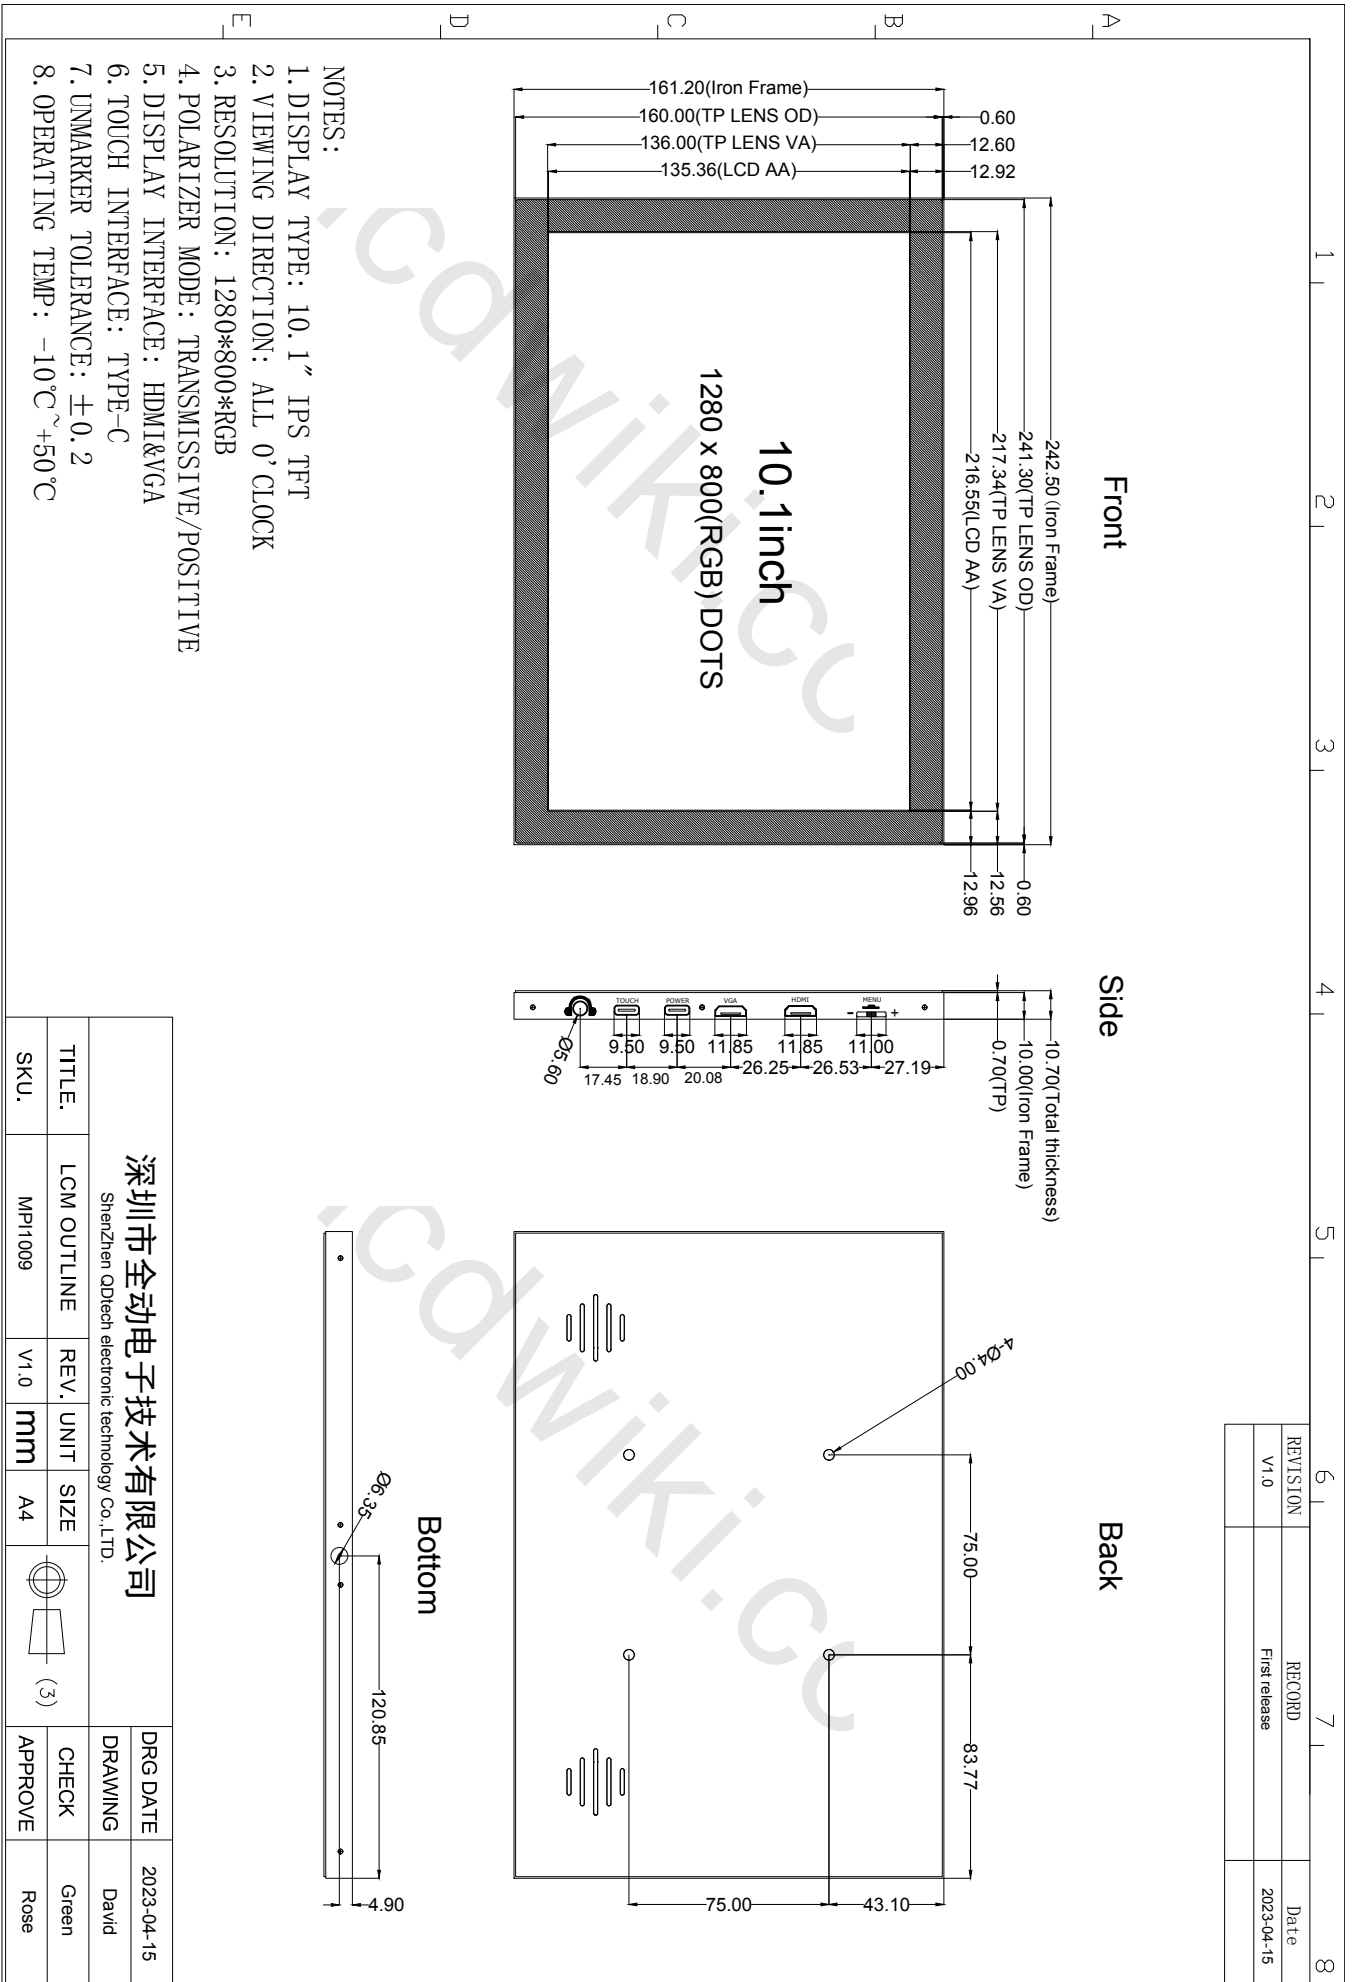 1 2 3 4 5 6 7 8
A
B
C
D
E
REVISION RECORD Date
V1.0 First release 2023-04-15
Front
242.50 (Iron Frame)
241.30(TP LENS OD)
217.34(TP LENS VA)
216.55(LCD AA)
0.60
12.56
12.96
161.20(Iron Frame)
160.00(TP LENS OD)
136.00(TP LENS VA)
135.36(LCD AA)
0.60
12.60
12.92
10.1inch
1280 x 800(RGB) DOTS
Side
10.70(Total thickness)
10.00(Iron Frame)
0.70(TP)
MENU
- +
HDMI
VGA
POWER
TOUCH
11.00
11.85
11.85
9.50
9.50
Ø5.60
27.19
26.53
26.25
20.08
18.90
17.45
Back
4-Ø4.00
75.00
83.77
43.10
75.00
Bottom
Ø6.35
120.85
4.90
.cdwiki.cc
.cdwiki.cc
NOTES:
1. DISPLAY TYPE: 10.1″ IPS TFT
2. VIEWING DIRECTION: ALL O'CLOCK
3. RESOLUTION: 1280*800*RGB
4. POLARIZER MODE: TRANSMISSIVE/POSITIVE
5. DISPLAY INTERFACE: HDMI&VGA
6. TOUCH INTERFACE: TYPE-C
7. UNMARKER TOLERANCE: ±0.2
8. OPERATING TEMP: -10℃~+50℃
深圳市全动电子技术有限公司
ShenZhen QDtech electronic technology Co.,LTD.
TITLE. LCM OUTLINE REV. UNIT SIZE
SKU. MPI1009 V1.0 mm A4
(3)
DRG DATE 2023-04-15
DRAWING David
CHECK Green
APPROVE Rose